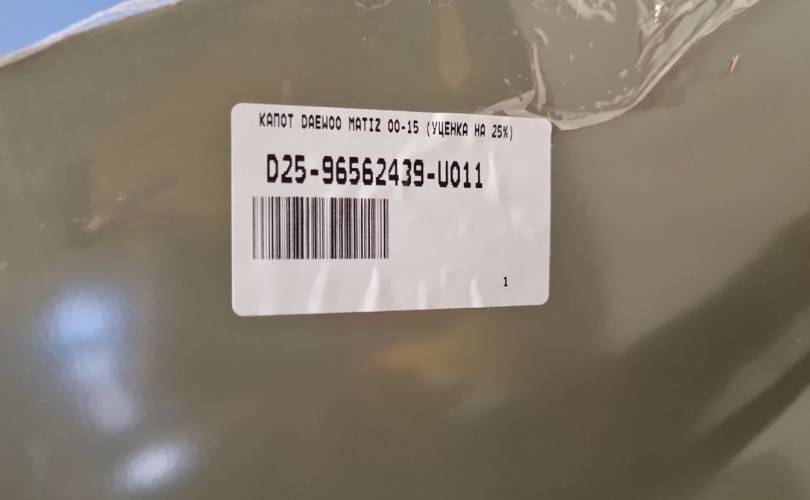 КАПОТ DAEWOO MATIZ 00-15 (УЦЕНКА НА 25%)
D25-96562439-U011
1